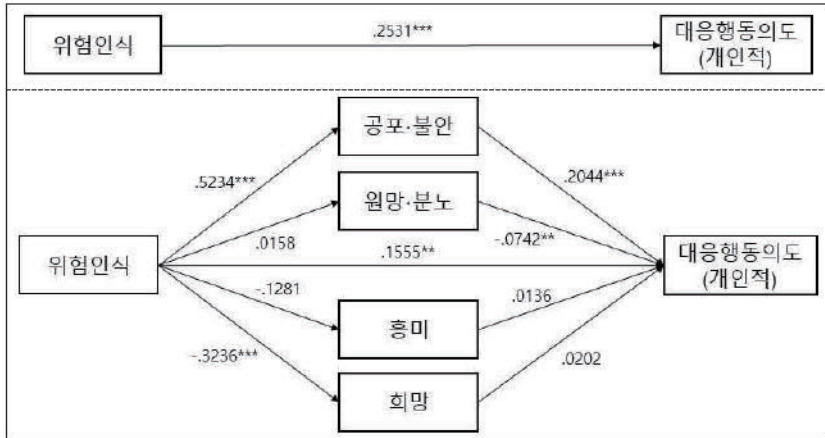 위험인식
.2531***
대응행동의도
(개인적)
공포·불안
.5234***
.2044***
원망·분노
.0158
-.0742**
위험인식
.1555**
대응행동의도
(개인적)
-.1281
.0136
흥미
-.3236***
.0202
희망